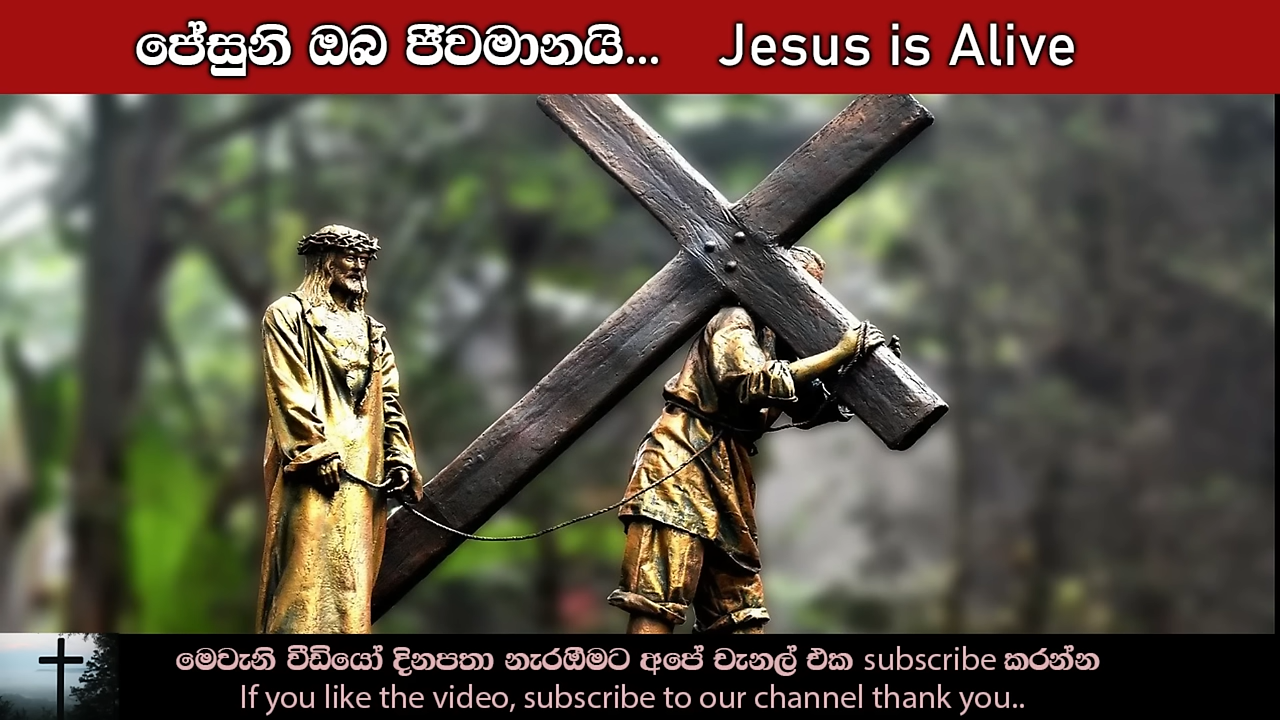 ජේසුනි ඔබ ජීවමානයි... Jesus is Alive
මෙවැනි වීඩියෝ දිනපතා නැරඹීමට අපේ චැනල් එක subscribe කරන්න
If you like the video, subscribe to our channel thank you..